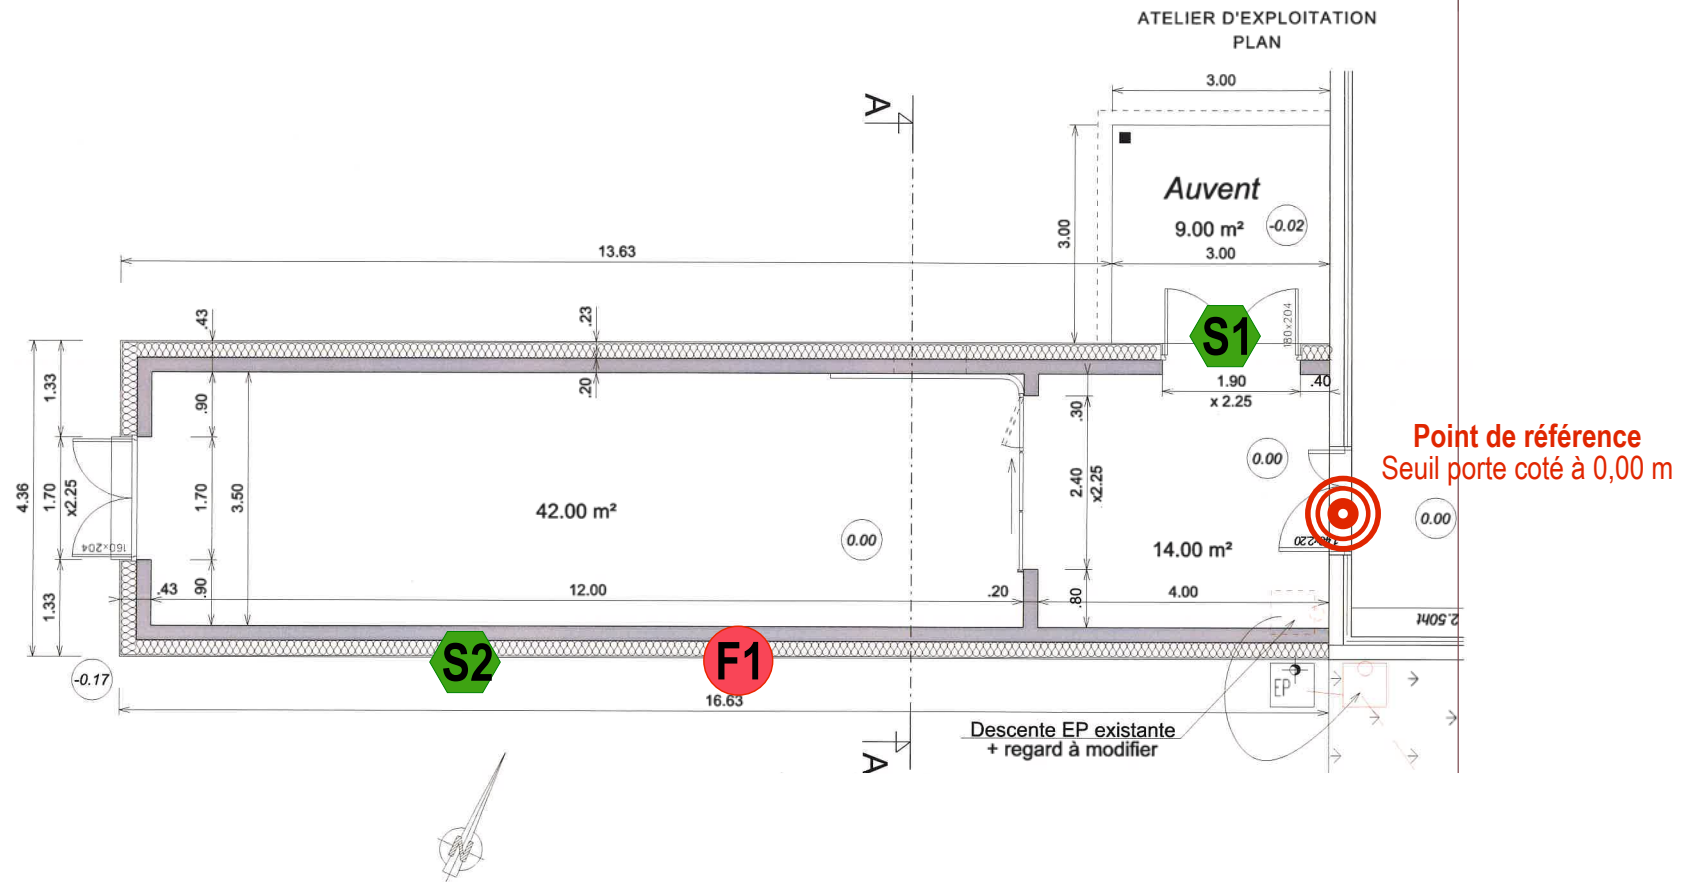 ATELIER D'EXPLOITATION
PLAN
3.00
A
Auvent
9.00 m²
-0.02
3.00
3.00
13.63
.43
.23
S1
180x204
4.36
1.33
1.70
x2.25
1.33
160x204
.90
1.70
.90
3.50
.20
1.90
x 2.25
.40
.30
2.40
x2.25
.80
0.00
Point de référence
Seuil porte coté à 0,00 m
42.00 m²
0.00
14.00 m²
0.00
140x220
.43
12.00
.20
4.00
2.50ht
S2
F1
-0.17
16.63
EP
Descente EP existante
+ regard à modifier
A
N